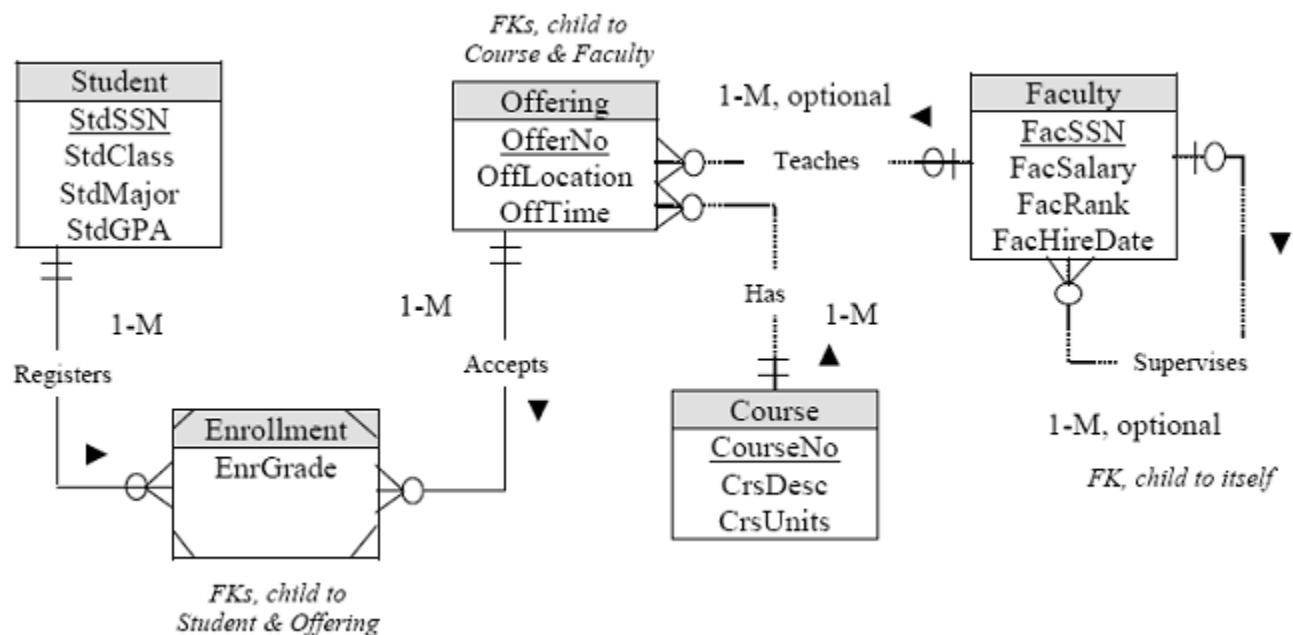 FKs, child to
Course & Faculty
Student
StdSSN
StdClass
StdMajor
StdGPA
Offering
OfferNo
OffLocation
OffTime
1-M, optional
Teaches
Faculty
FacSSN
FacSalary
FacRank
FacHireDate
1-M
Registers
1-M
Accepts
Has
1-M
Supervises
1-M, optional
FK, child to itself
Enrollment
EnrGrade
FKs, child to
Student & Offering
Course
CourseNo
CrsDesc
CrsUnits